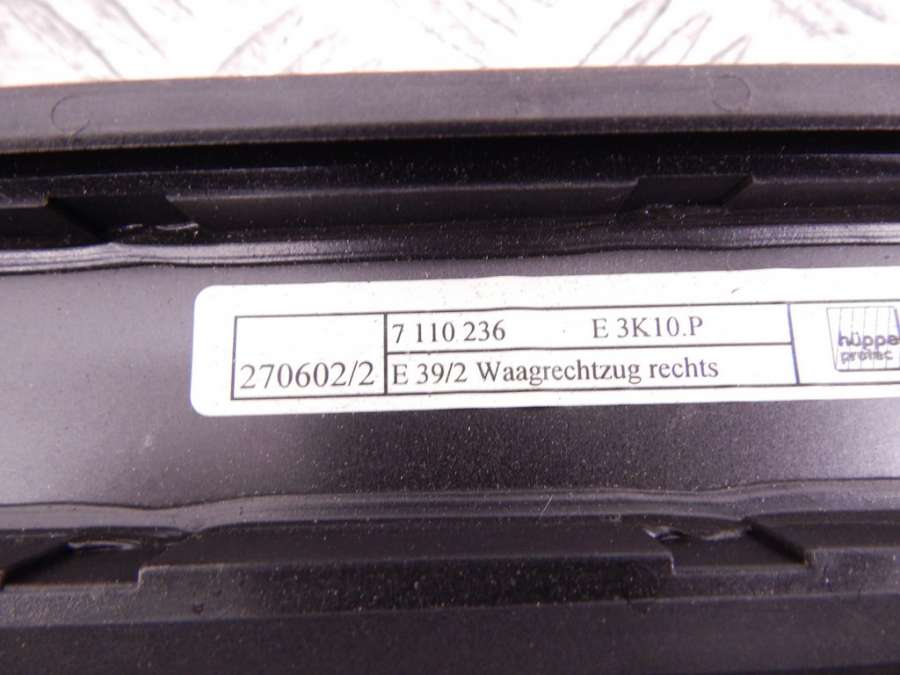 7 110 236 E 3K10.P
270602/2 E 39/2 Waagrechtzug rechts
hüppe
protec